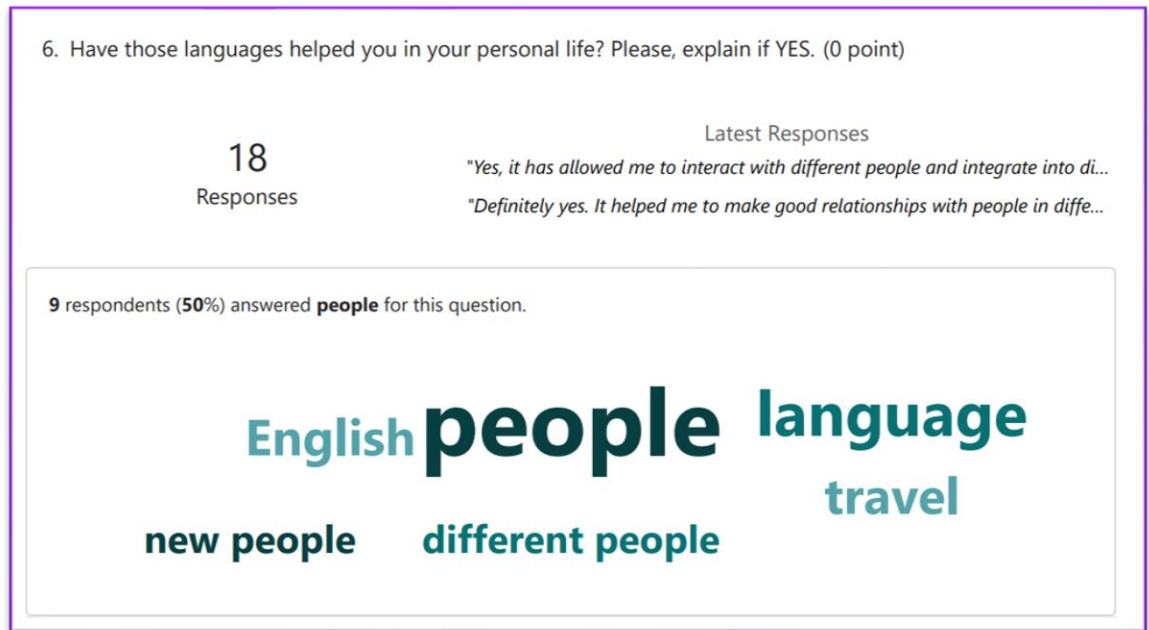 6. Have those languages helped you in your personal life? Please, explain if YES. (0 point)
18
Responses
Latest Responses
"Yes, it has allowed me to interact with different people and integrate into di...
"Definitely yes. It helped me to make good relationships with people in diffe...
9 respondents (50%) answered people for this question.
English people language
travel
new people different people